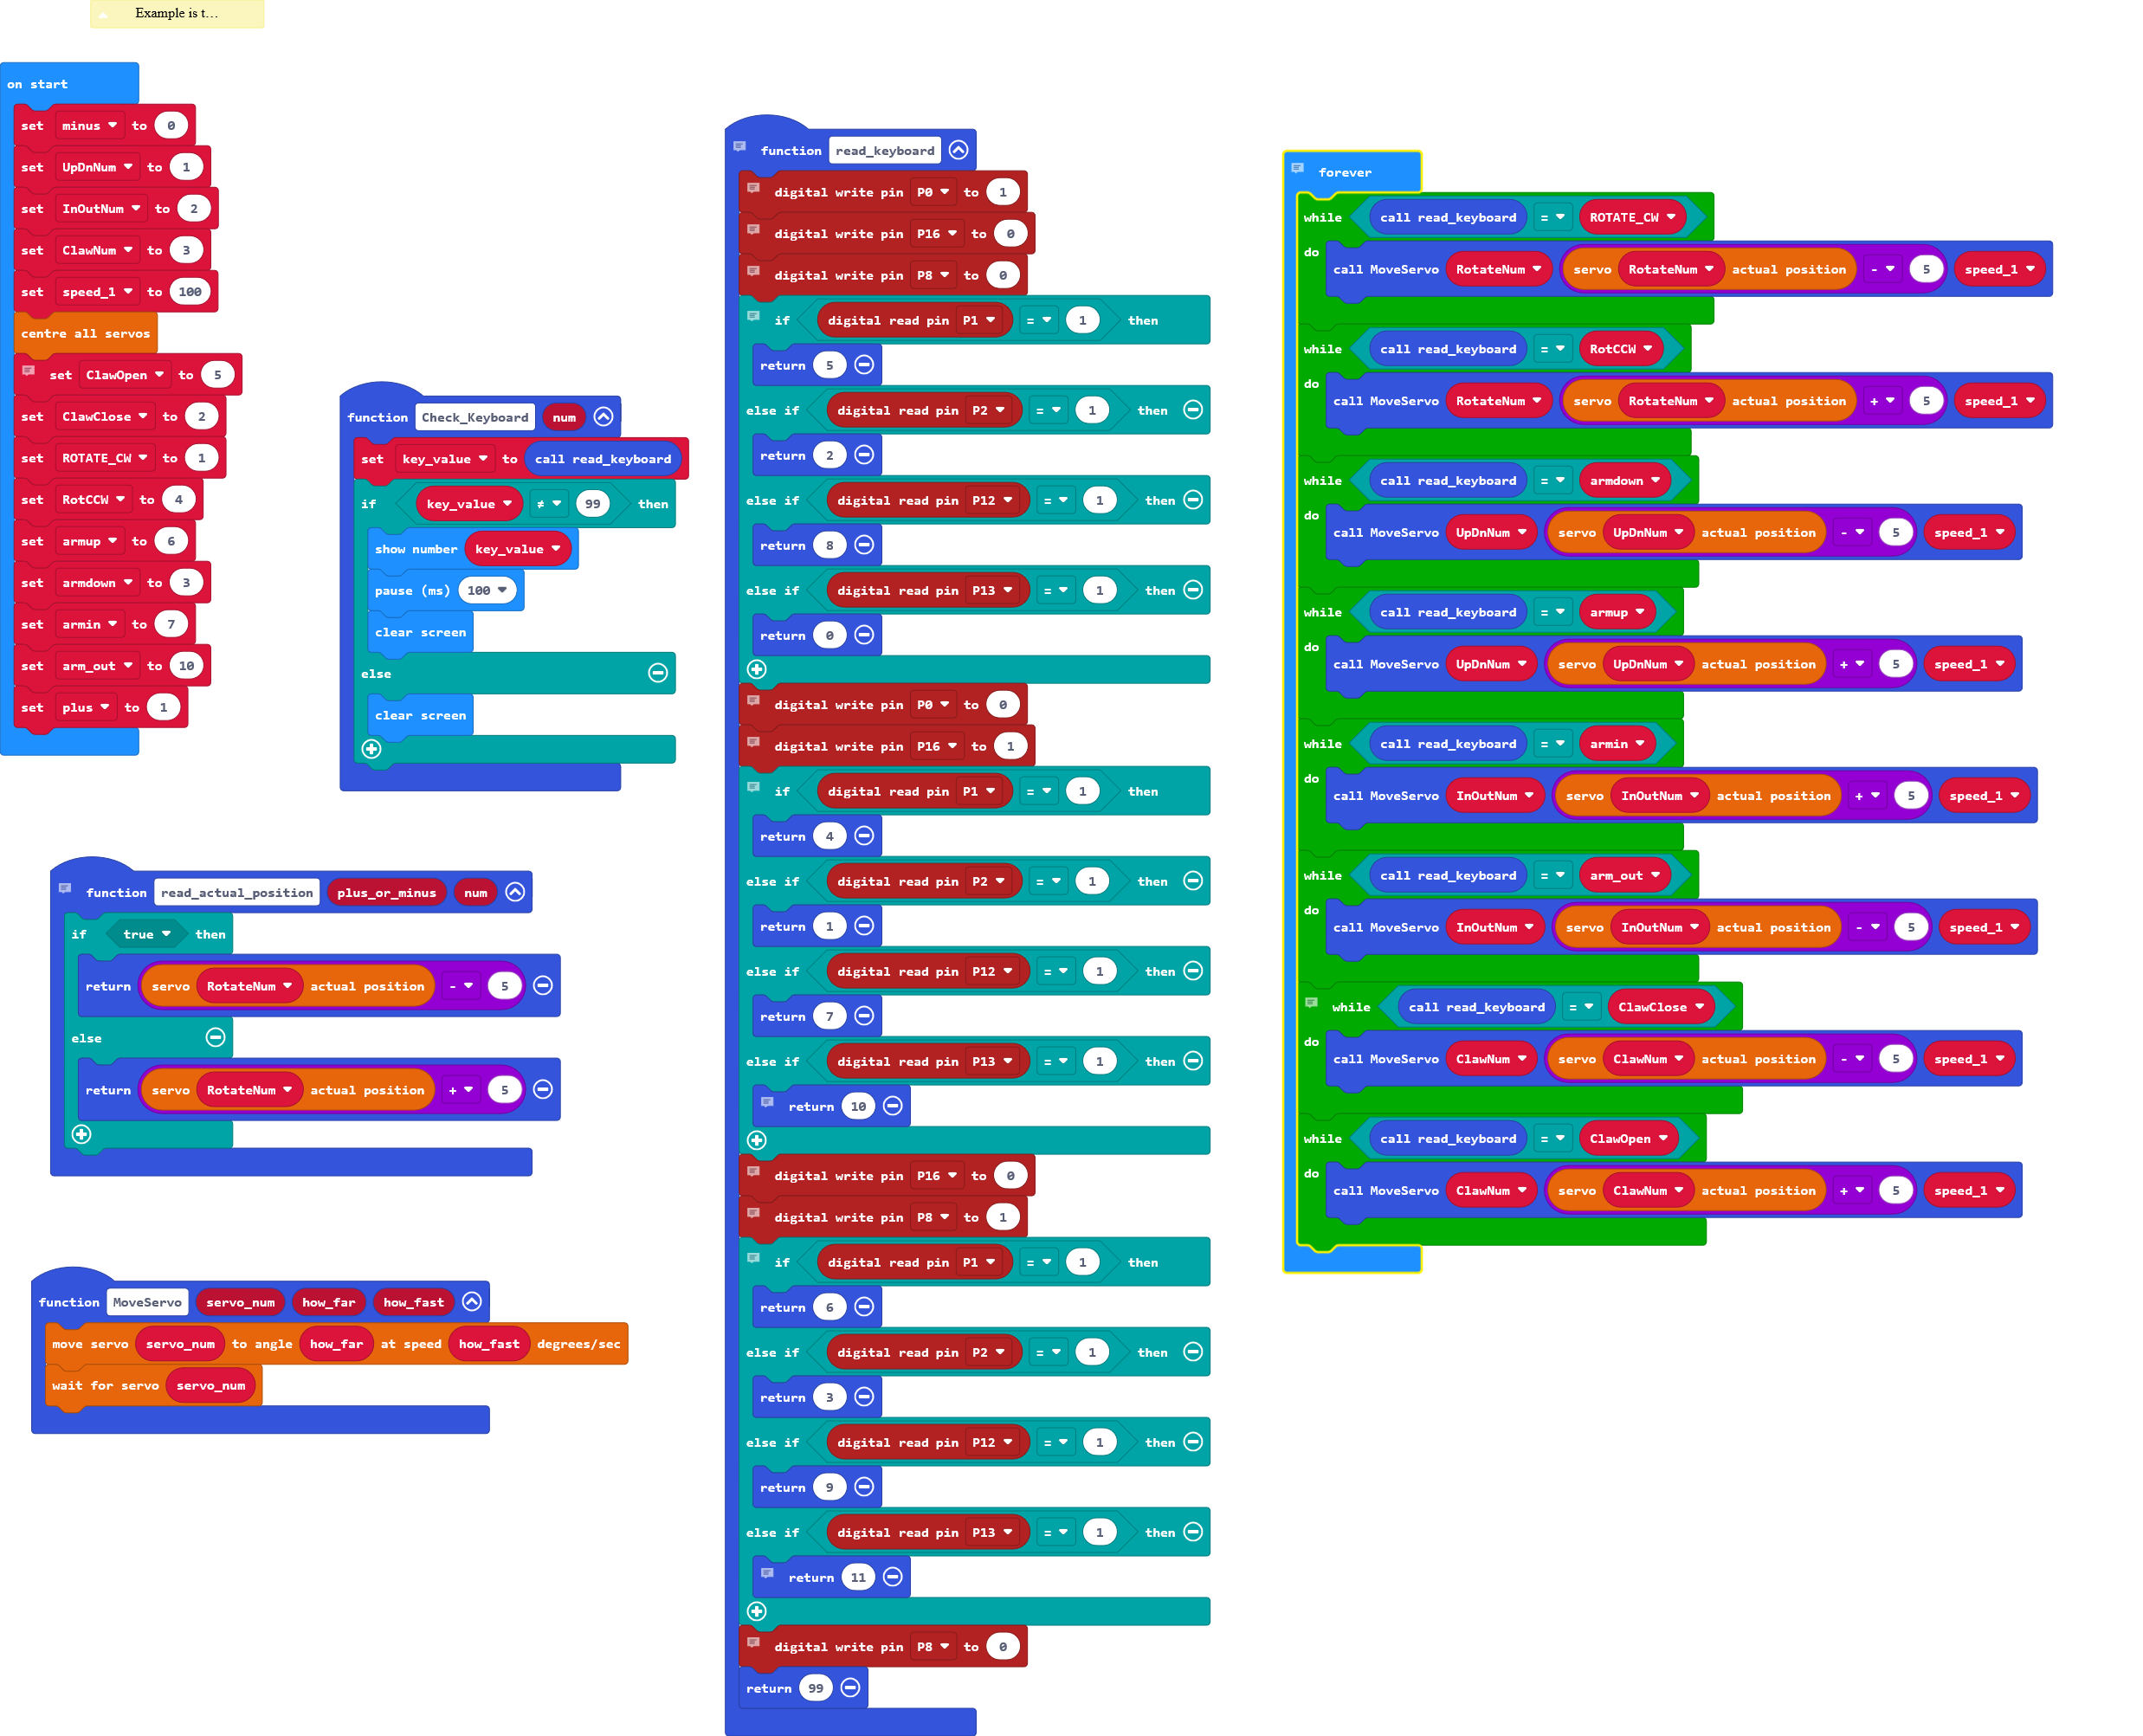 Example is t...
on start
set minus to 0
set UpDnNum to 1
set InOutNum to 2
set ClawNum to 3
set speed_1 to 100
centre all servos
set ClawOpen to 5
set ClawClose to 2
set ROTATE_CW to 1
set RotCCW to 4
set armup to 6
set armdown to 3
set armin to 7
set arm_out to 10
set plus to 1
function Check_Keyboard num
set key_value to call read_keyboard
if key_value ≠ 99 then
show number key_value
pause (ms) 100
clear screen
else
clear screen
function read_actual_position plus_or_minus num
if true then
return servo RotateNum actual position - 5
else
return servo RotateNum actual position + 5
function MoveServo servo_num how_far how_fast
move servo servo_num to angle how_far at speed how_fast degrees/sec
wait for servo servo_num
function read_keyboard
digital write pin P0 to 1
digital write pin P16 to 0
digital write pin P8 to 0
if digital read pin P1 = 1 then
return 5
else if digital read pin P2 = 1 then
return 2
else if digital read pin P12 = 1 then
return 8
else if digital read pin P13 = 1 then
return 0
digital write pin P0 to 0
digital write pin P16 to 1
if digital read pin P1 = 1 then
return 4
else if digital read pin P2 = 1 then
return 1
else if digital read pin P12 = 1 then
return 7
else if digital read pin P13 = 1 then
return 10
digital write pin P16 to 0
digital write pin P8 to 1
if digital read pin P1 = 1 then
return 6
else if digital read pin P2 = 1 then
return 3
else if digital read pin P12 = 1 then
return 9
else if digital read pin P13 = 1 then
return 11
digital write pin P8 to 0
return 99
forever
while call read_keyboard = ROTATE_CW
do call MoveServo RotateNum servo RotateNum actual position - 5 speed_1
while call read_keyboard = RotCCW
do call MoveServo RotateNum servo RotateNum actual position + 5 speed_1
while call read_keyboard = armdown
do call MoveServo UpDnNum servo UpDnNum actual position - 5 speed_1
while call read_keyboard = armup
do call MoveServo UpDnNum servo UpDnNum actual position + 5 speed_1
while call read_keyboard = armin
do call MoveServo InOutNum servo InOutNum actual position + 5 speed_1
while call read_keyboard = arm_out
do call MoveServo InOutNum servo InOutNum actual position - 5 speed_1
while call read_keyboard = ClawClose
do call MoveServo ClawNum servo ClawNum actual position - 5 speed_1
while call read_keyboard = ClawOpen
do call MoveServo ClawNum servo ClawNum actual position + 5 speed_1